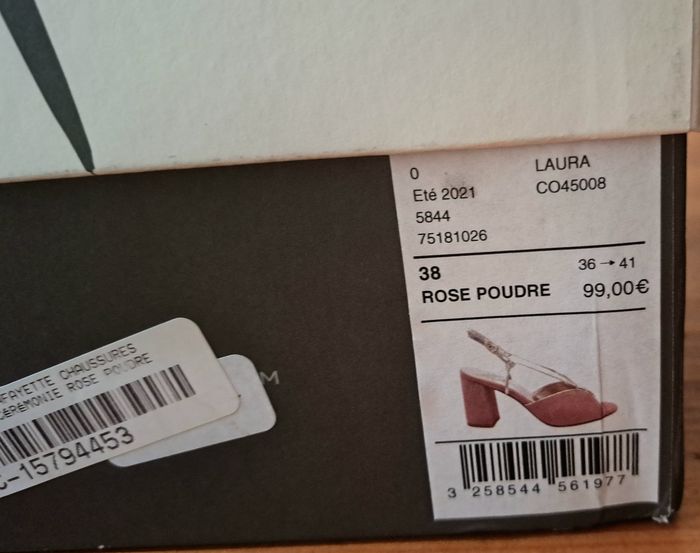 0 LAURA
Eté 2021 CO45008
5844
75181026
38 36 → 41
ROSE POUDRE 99,00€
3 258544 561977
FAYETTE CHAUSSURES
CÉRÉMONIE ROSE POUDRE
-15794453
M